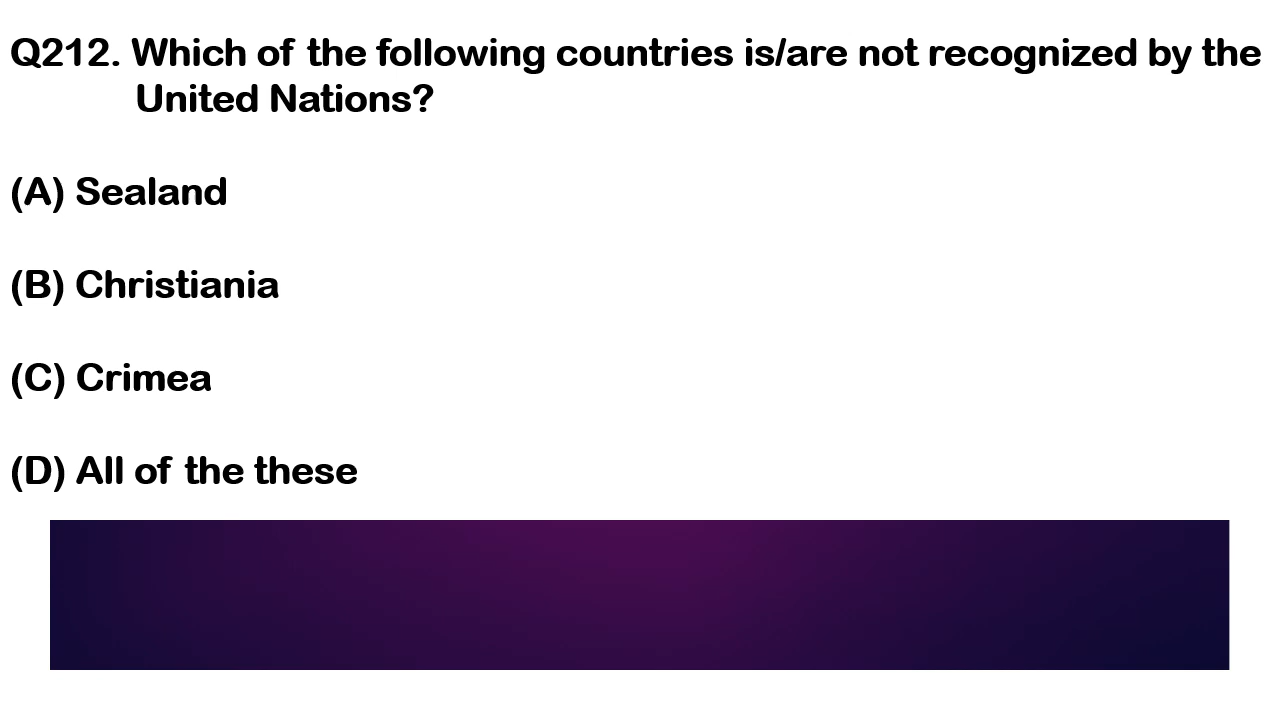 Q212. Which of the following countries is/are not recognized by the
United Nations?
(A) Sealand
(B) Christiania
(C) Crimea
(D) All of the these